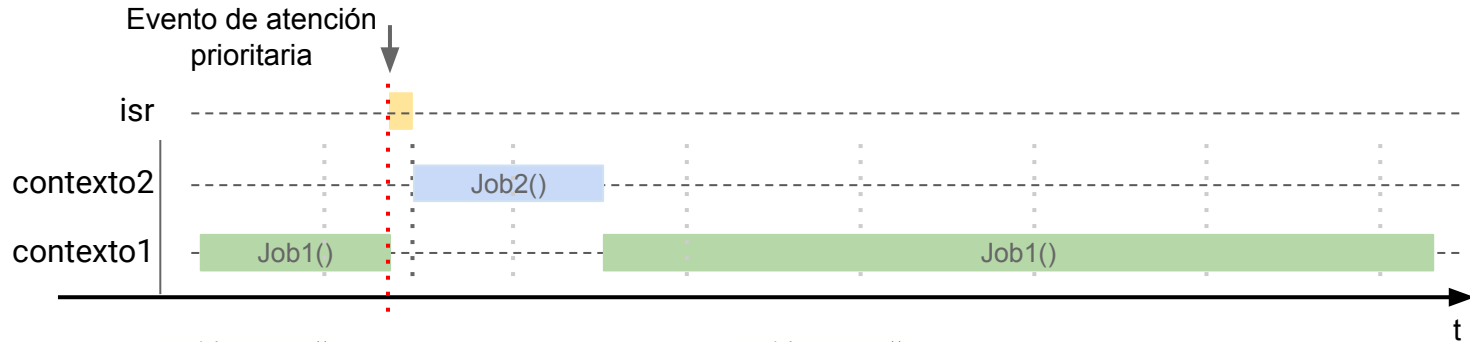 Evento de atención
prioritaria
isr
contexto2
Job2()
contexto1
Job1()
Job1()
t